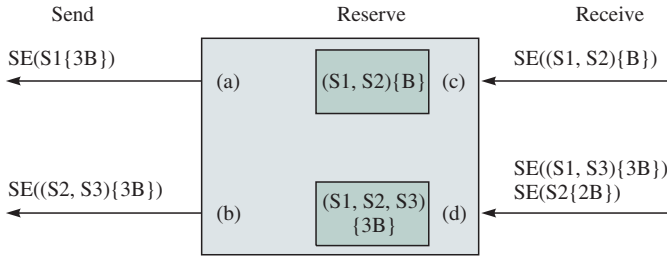 Send Reserve Receive
SE(S1{3B}) (a) (S1, S2){B} (c) SE((S1, S2){B})
SE((S2, S3){3B}) (b) (S1, S2, S3) (d) SE((S1, S3){3B})
{3B} SE(S2{2B})